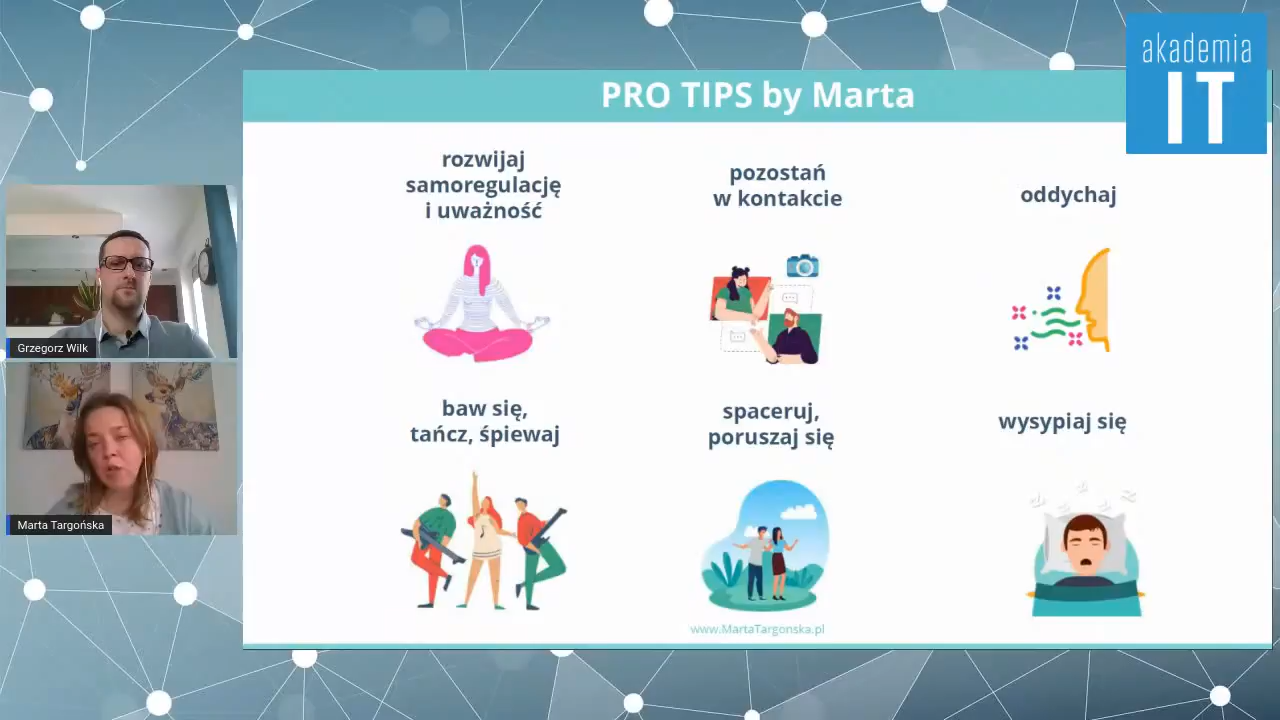 PRO TIPS by Marta
akademia
IT
rozwijaj
samoregulację
i uważność
pozostań
w kontakcie
oddychaj
baw się,
tańcz, śpiewaj
spaceruj,
poruszaj się
wysypiaj się
www.MartaTargonska.pl
Grzegorz Wilk
Marta Targońska